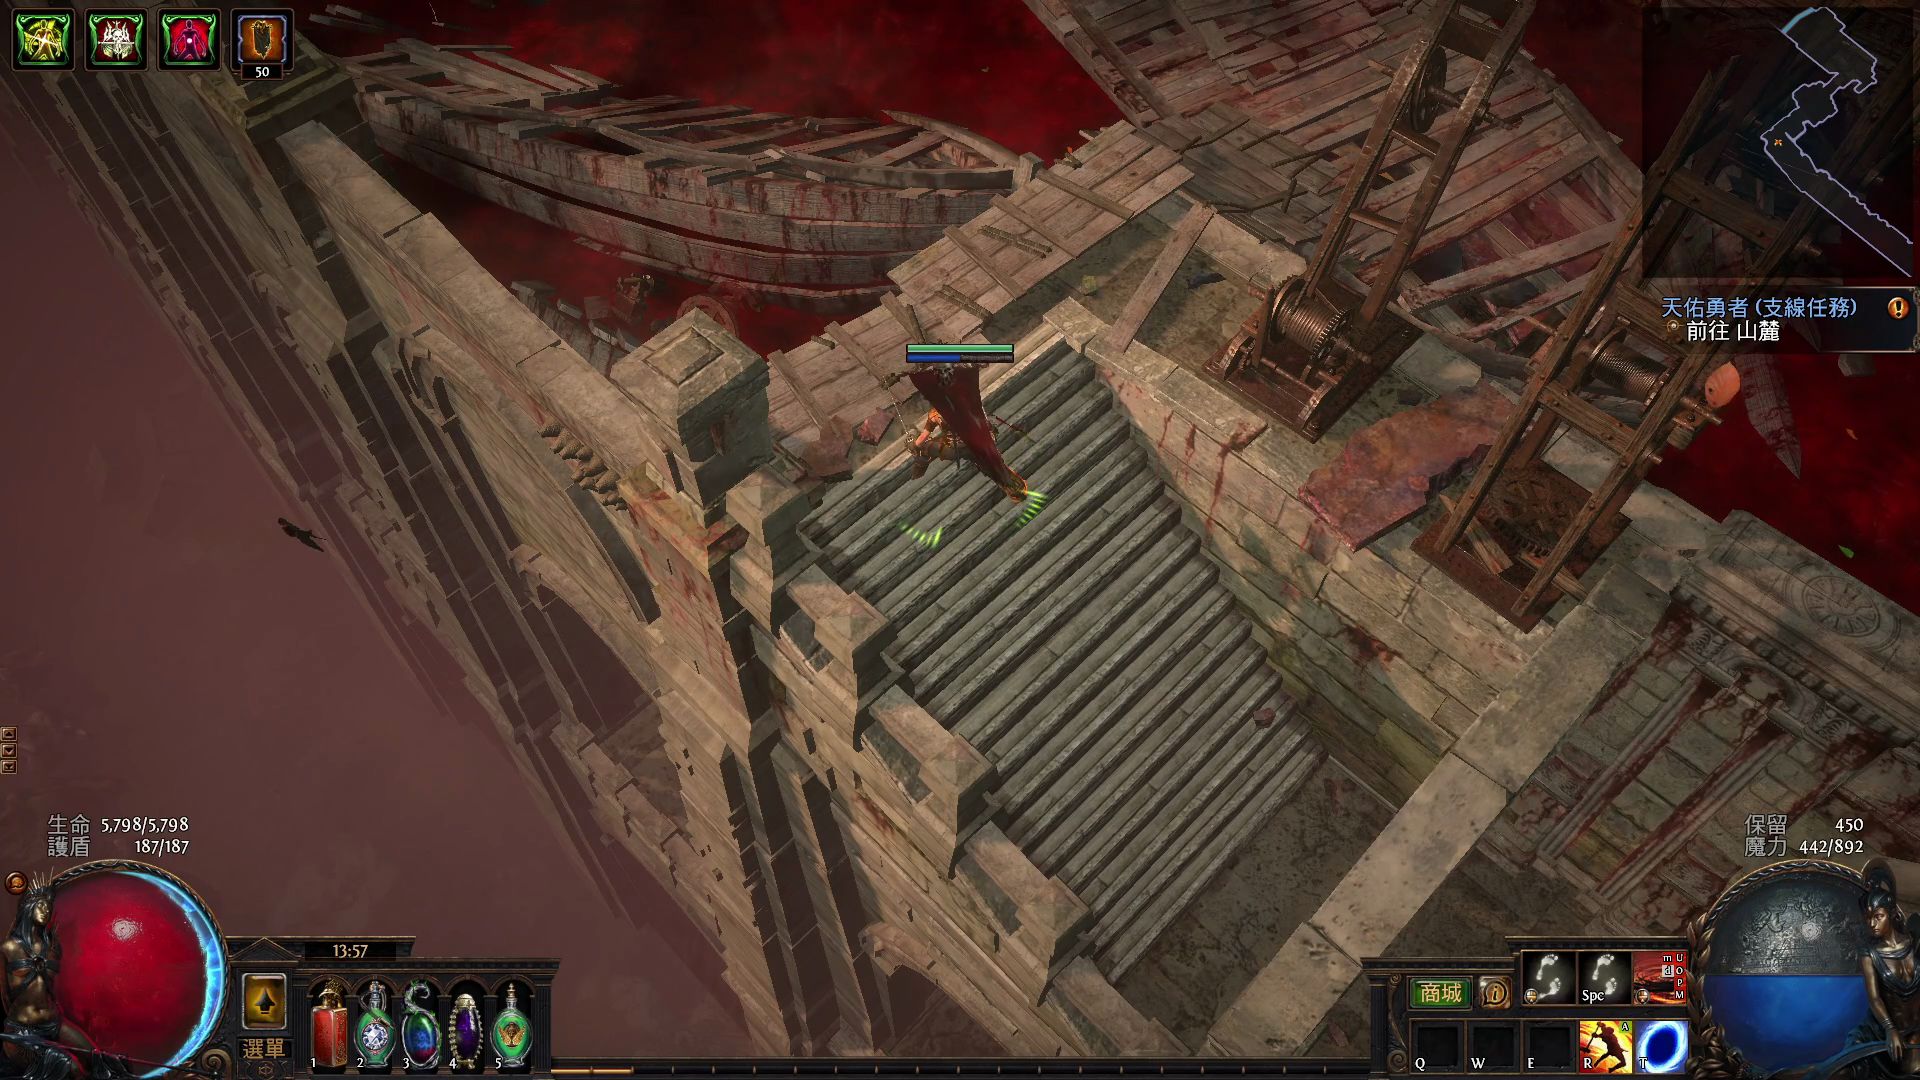 50
天佑勇者 (支線任務)
前往 山麓
生命 5,798/5,798
護盾 187/187
保留 450
魔力 442/892
13:57
商城
Spc
m U
d O
P
M
選單
1
2
3
4
5
Q
W
E
R
A
T